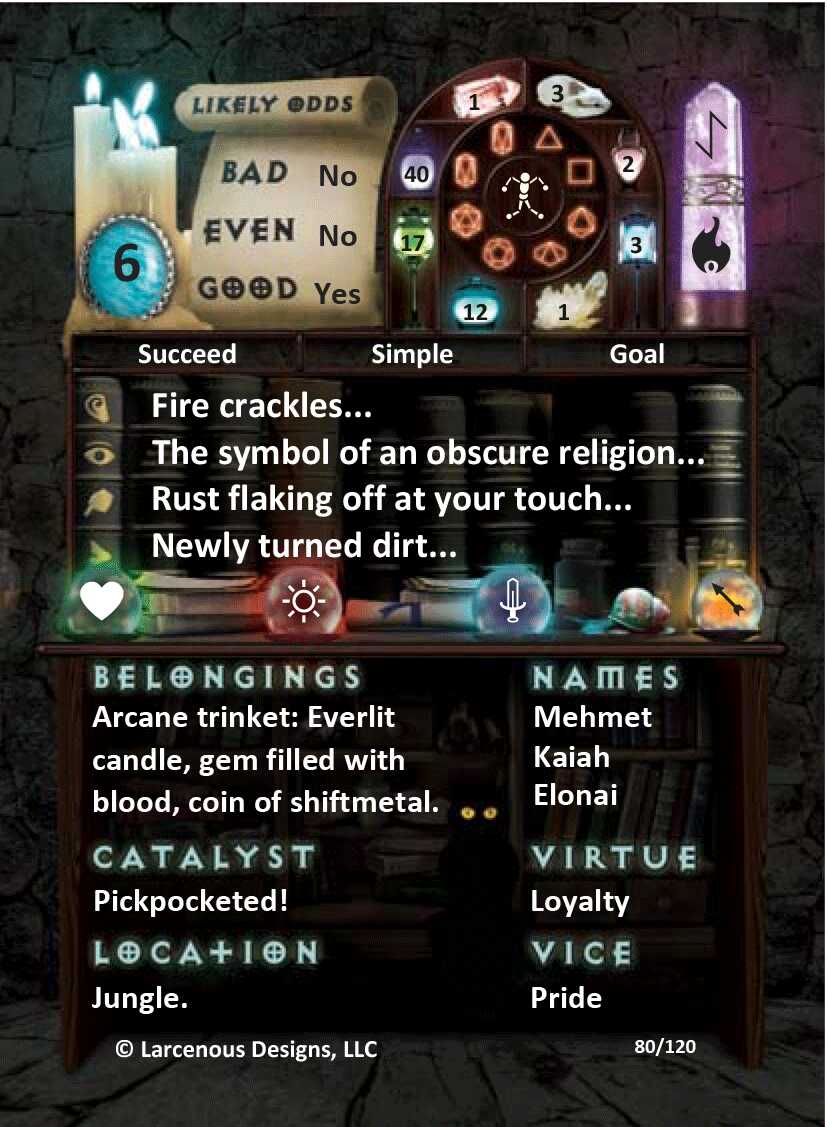 LIKELY ODDS
BAD No
EVEN No
GOOD Yes
6
1
3
40
2
17
3
12
1
Succeed Simple Goal
Fire crackles...
The symbol of an obscure religion...
Rust flaking off at your touch...
Newly turned dirt...
BELONGINGS
Arcane trinket: Everlit
candle, gem filled with
blood, coin of shiftmetal.
NAMES
Mehmet
Kaiah
Elonai
CATALYST
Pickpocketed!
VIRTUE
Loyalty
LOCATION
Jungle.
VICE
Pride
© Larcenous Designs, LLC
80/120